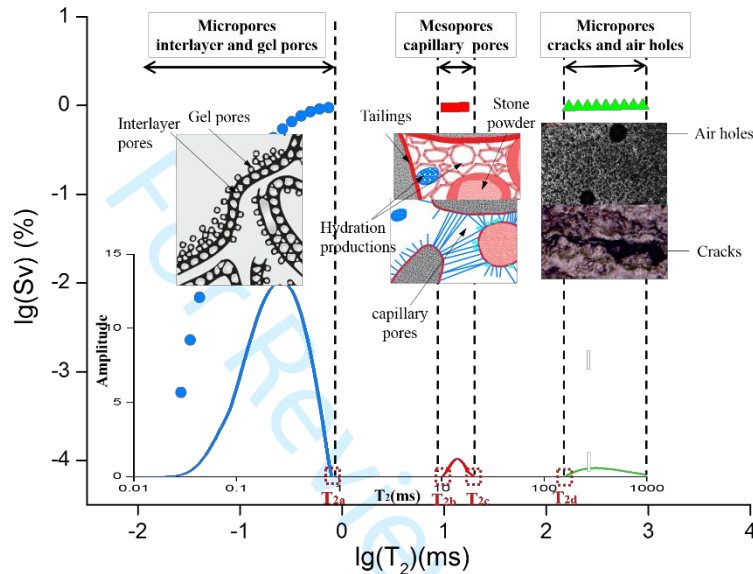 Micropores
interlayer and gel pores
Mesopores
capillary pores
Micropores
cracks and air holes
1
0
-1
-2
-3
-4
lg(Sv) (%)
Interlayer
pores
Gel pores
Tailings
Stone
powder
Hydration
productions
capillary
pores
Air holes
Cracks
15
10
5
0
Amplitude
0.01
0.1
1
10
100
1000
T2(ms)
T2a
T2b
T2c
T2d
-2
-1
0
1
2
3
4
lg(T2)(ms)
For Review